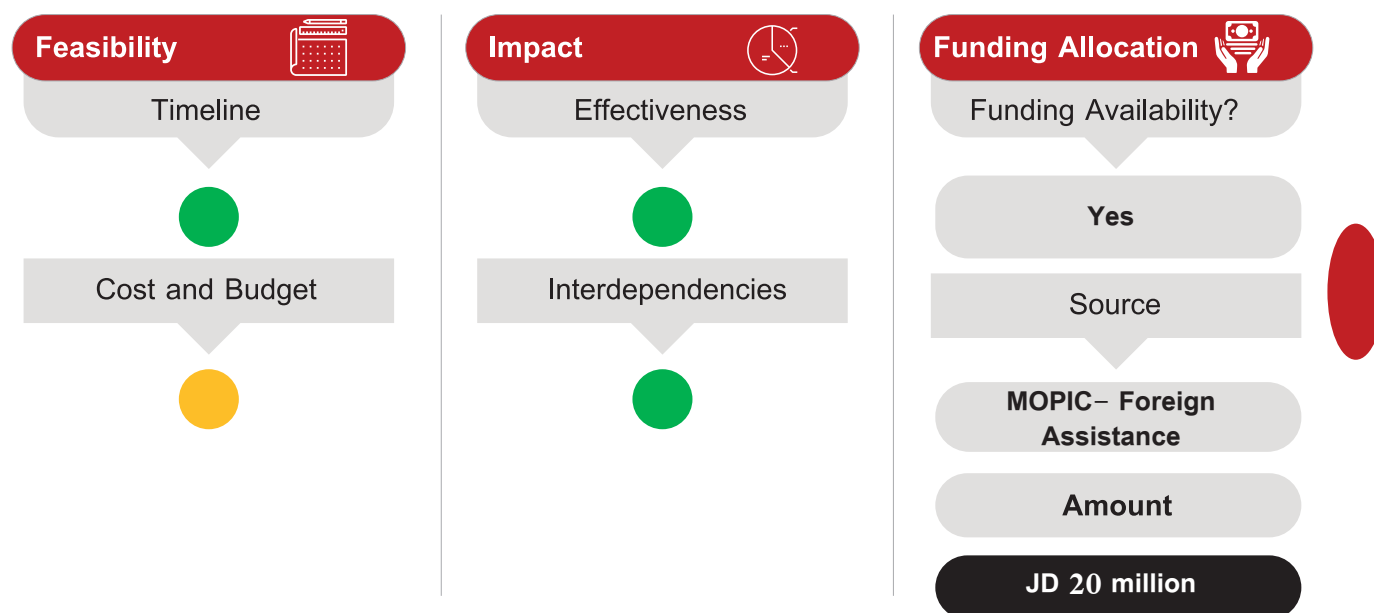 Feasibility
Timeline
Cost and Budget
Impact
Effectiveness
Interdependencies
Funding Allocation
Funding Availability?
Yes
Source
MOPIC– Foreign
Assistance
Amount
JD 20 million